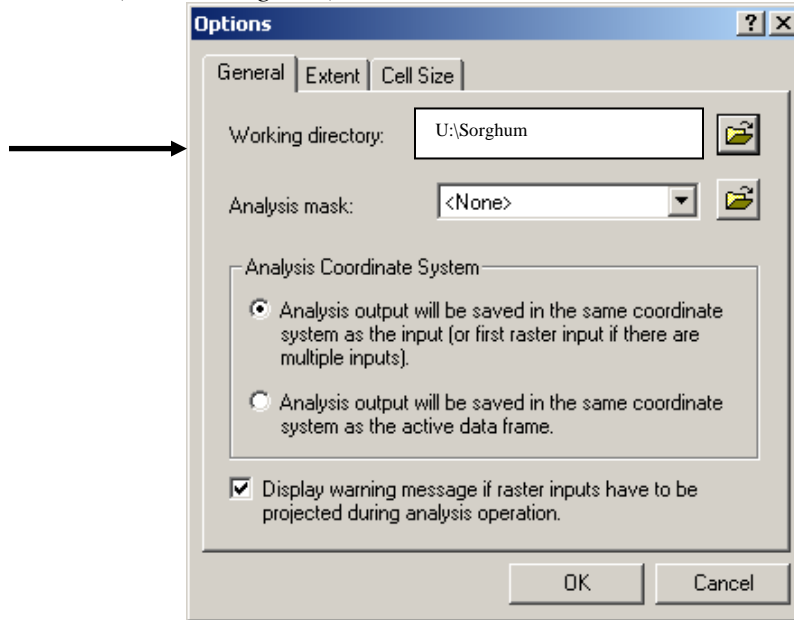 Options
General Extent Cell Size
Working directory: U:\Sorghum
Analysis mask: <None>
Analysis Coordinate System
Analysis output will be saved in the same coordinate
system as the input (or first raster input if there are
multiple inputs).
Analysis output will be saved in the same coordinate
system as the active data frame.
Display warning message if raster inputs have to be
projected during analysis operation.
OK Cancel